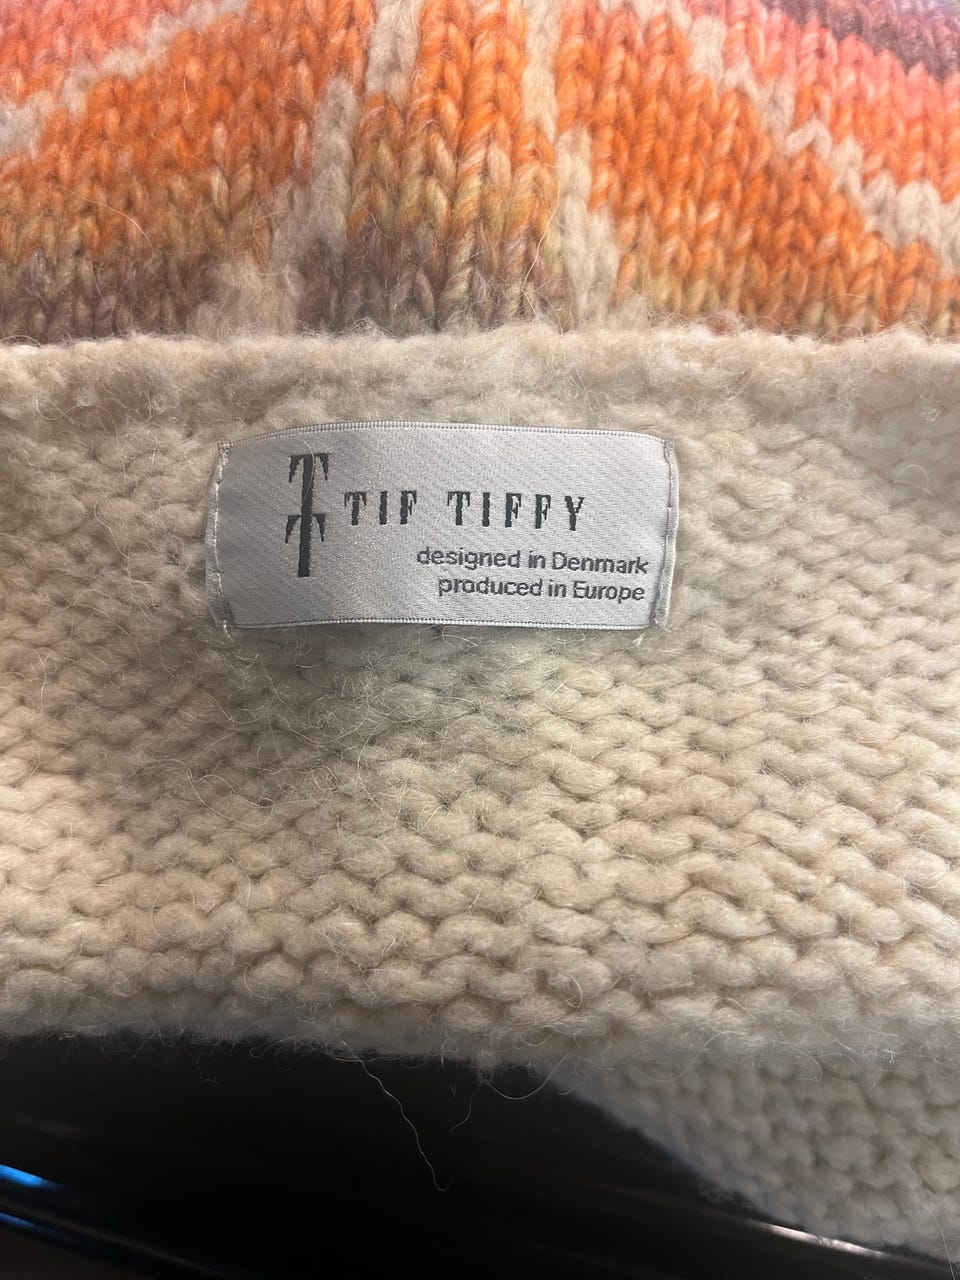 TIF TIFFY
designed in Denmark
produced in Europe